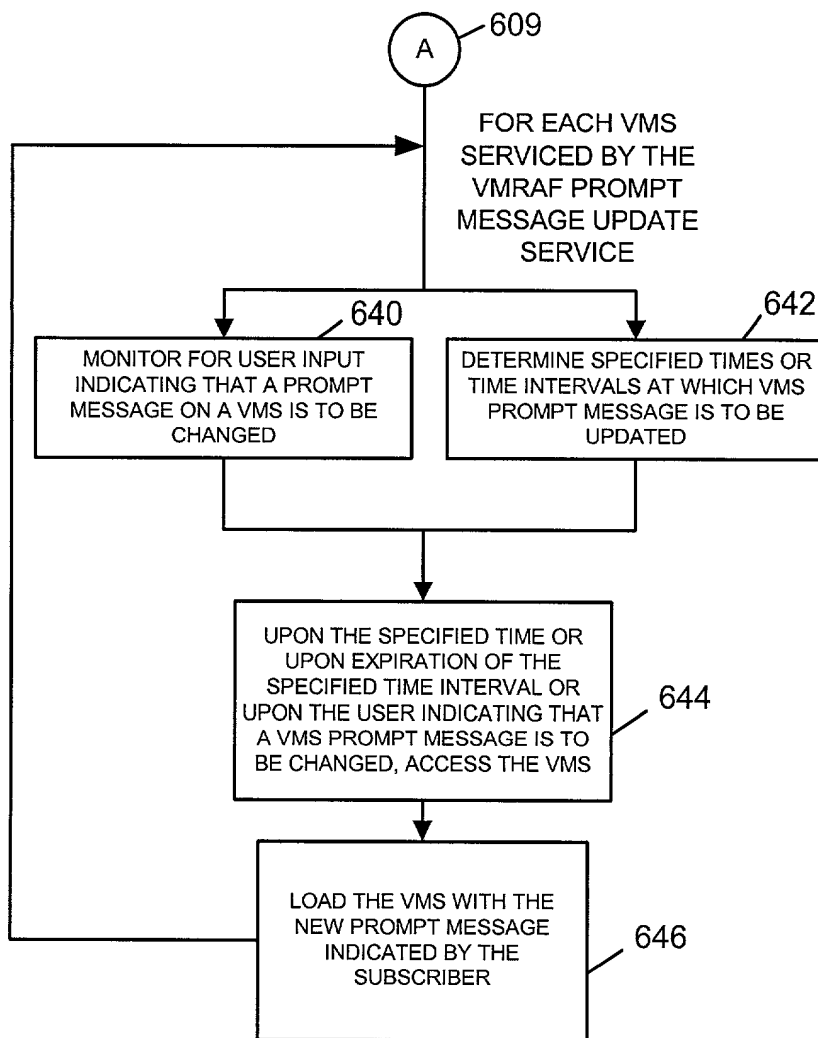 609
A
FOR EACH VMS
SERVICED BY THE
VMRAF PROMPT
MESSAGE UPDATE
SERVICE
640
MONITOR FOR USER INPUT
INDICATING THAT A PROMPT
MESSAGE ON A VMS IS TO BE
CHANGED
642
DETERMINE SPECIFIED TIMES OR
TIME INTERVALS AT WHICH VMS
PROMPT MESSAGE IS TO BE
UPDATED
UPON THE SPECIFIED TIME OR
UPON EXPIRATION OF THE
SPECIFIED TIME INTERVAL OR
UPON THE USER INDICATING THAT
A VMS PROMPT MESSAGE IS TO
BE CHANGED, ACCESS THE VMS
644
LOAD THE VMS WITH THE
NEW PROMPT MESSAGE
INDICATED BY THE
SUBSCRIBER
646